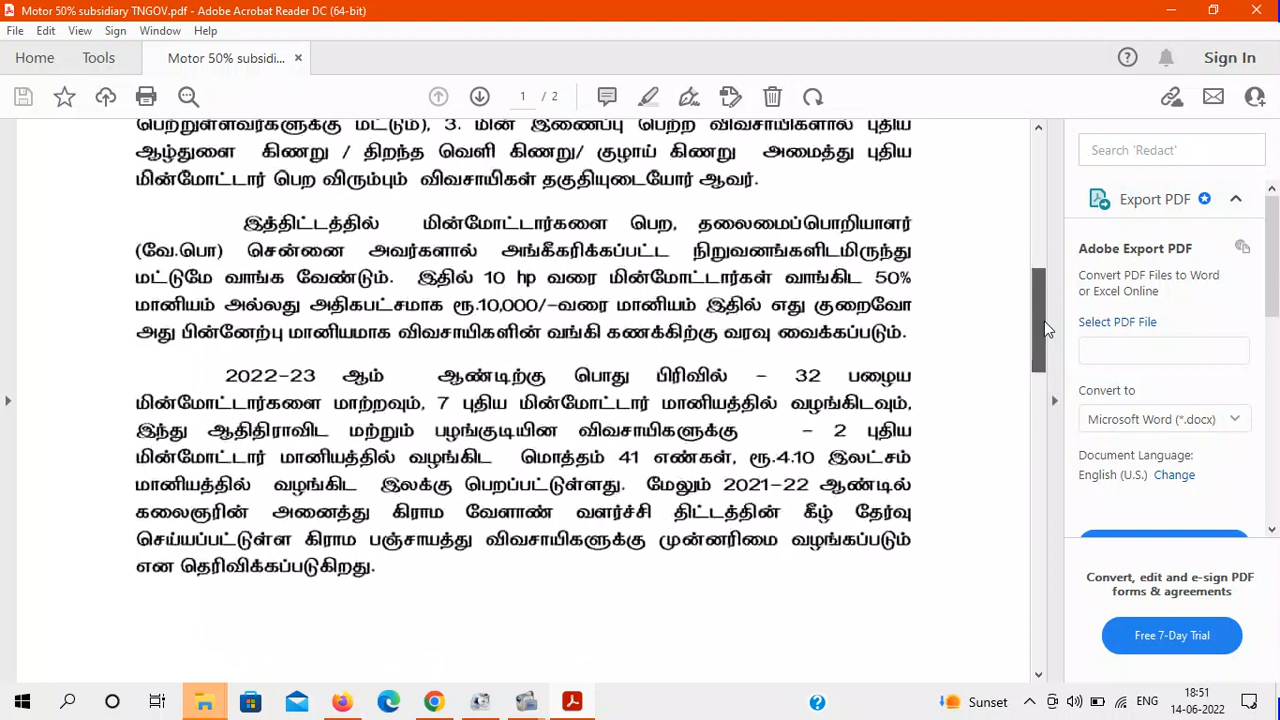 Motor 50% subsidiary TNGOV.pdf - Adobe Acrobat Reader DC (64-bit)
File Edit View Sign Window Help
Home Tools Motor 50% subsidi... ×
1 / 2
Sign In
பெற்றுள்ளவர்களுக்கு மட்டும்), 3. மின் இணைப்பு பெற்ற விவசாயிகளால் புதிய
ஆழ்துளை கிணறு / திறந்த வெளி கிணறு/ குழாய் கிணறு அமைத்து புதிய
மின்மோட்டார் பெற விரும்பும் விவசாயிகள் தகுதியுடையோர் ஆவர்.
இத்திட்டத்தில் மின்மோட்டார்களை பெற, தலைமைப்பொறியாளர்
(வே.பொ) சென்னை அவர்களால் அங்கீகரிக்கப்பட்ட நிறுவனங்களிடமிருந்து
மட்டுமே வாங்க வேண்டும். இதில் 10 hp வரை மின்மோட்டார்கள் வாங்கிட 50%
மானியம் அல்லது அதிகபட்சமாக ரூ.10,000/-வரை மானியம் இதில் எது குறைவோ
அது பின்னேற்பு மானியமாக விவசாயிகளின் வங்கி கணக்கிற்கு வரவு வைக்கப்படும்.
2022-23 ஆம் ஆண்டிற்கு பொது பிரிவில் - 32 பழைய
மின்மோட்டார்களை மாற்றவும், 7 புதிய மின்மோட்டார் மானியத்தில் வழங்கிடவும்,
இந்து ஆதிதிராவிட மற்றும் பழங்குடியின விவசாயிகளுக்கு - 2 புதிய
மின்மோட்டார் மானியத்தில் வழங்கிட மொத்தம் 41 எண்கள், ரூ.4.10 இலட்சம்
மானியத்தில் வழங்கிட இலக்கு பெறப்பட்டுள்ளது. மேலும் 2021-22 ஆண்டில்
கலைஞரின் அனைத்து கிராம வேளாண் வளர்ச்சி திட்டத்தின் கீழ் தேர்வு
செய்யப்பட்டுள்ள கிராம பஞ்சாயத்து விவசாயிகளுக்கு முன்னரிமை வழங்கப்படும்
என தெரிவிக்கப்படுகிறது.
Search 'Redact'
Export PDF
Adobe Export PDF
Convert PDF Files to Word
or Excel Online
Select PDF File
Convert to
Microsoft Word (*.docx)
Document Language:
English (U.S.) Change
Convert, edit and e-sign PDF
forms & agreements
Free 7-Day Trial
Sunset
ENG
18:51
14-06-2022